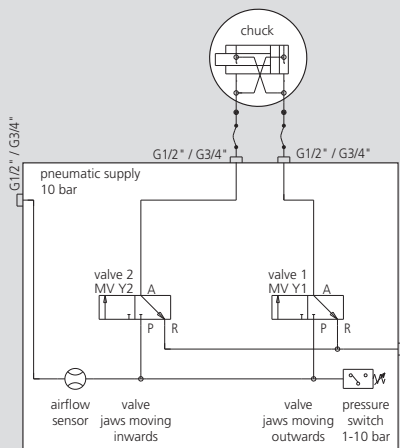 chuck
G1/2" / G3/4"
G1/2" / G3/4"
G1/2" / G3/4"
pneumatic supply
10 bar
valve 2
MV Y2
A
P
R
valve 1
MV Y1
A
P
R
airflow
sensor
valve
jaws moving
inwards
valve
jaws moving
outwards
pressure
switch
1-10 bar